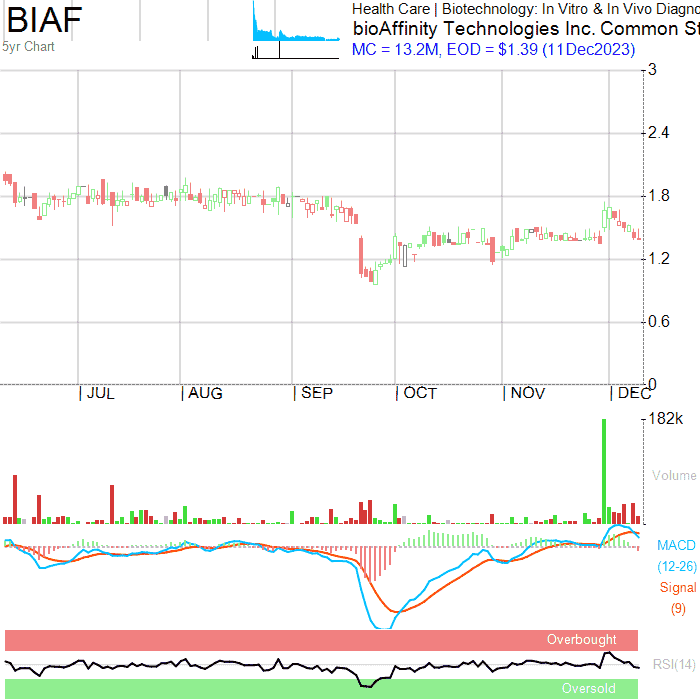 BIAF
5yr Chart
Health Care | Biotechnology: In Vitro & In Vivo Diagno
bioAffinity Technologies Inc. Common St
MC = 13.2M, EOD = $1.39 (11Dec2023)
3
2.4
1.8
1.2
0.6
0
| JUL | AUG | SEP | OCT | NOV | DEC
182k
Volume
MACD
(12-26)
Signal
(9)
Overbought
RSI(14)
Oversold